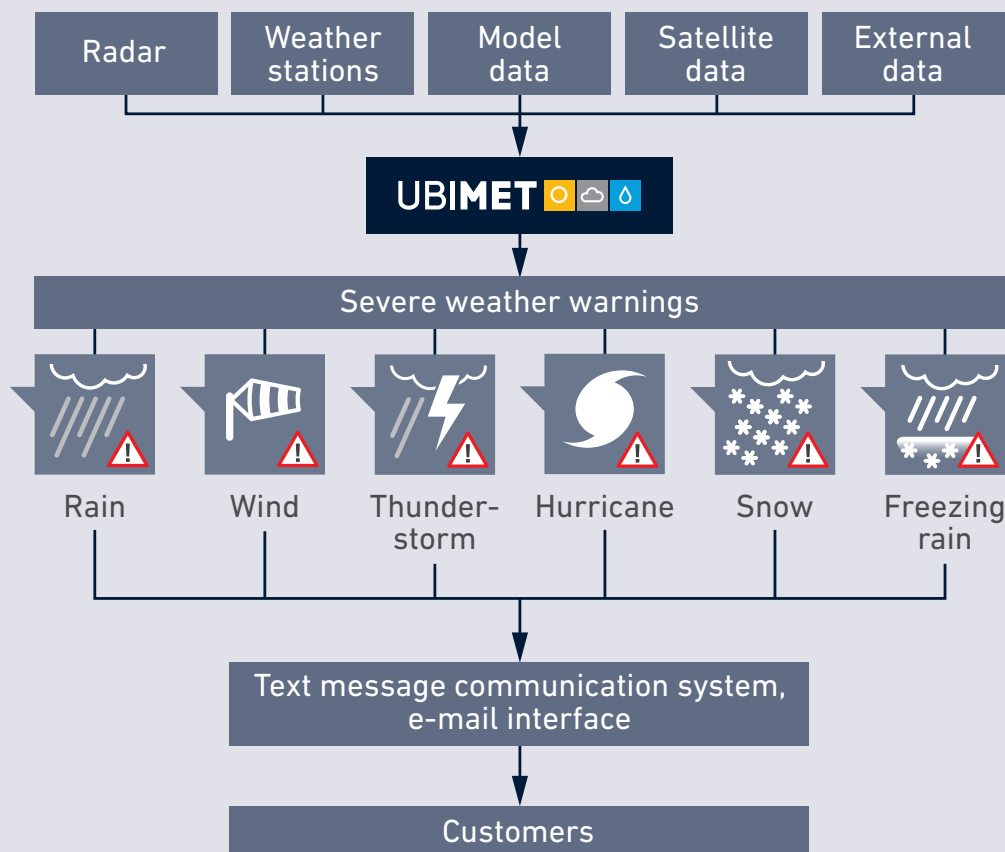 Radar
Weather
stations
Model
data
Satellite
data
External
data
UBIMET
Severe weather warnings
!
!
!
!
!
!
Rain
Wind
Thunder-
storm
Hurricane
Snow
Freezing
rain
Text message communication system,
e-mail interface
Customers